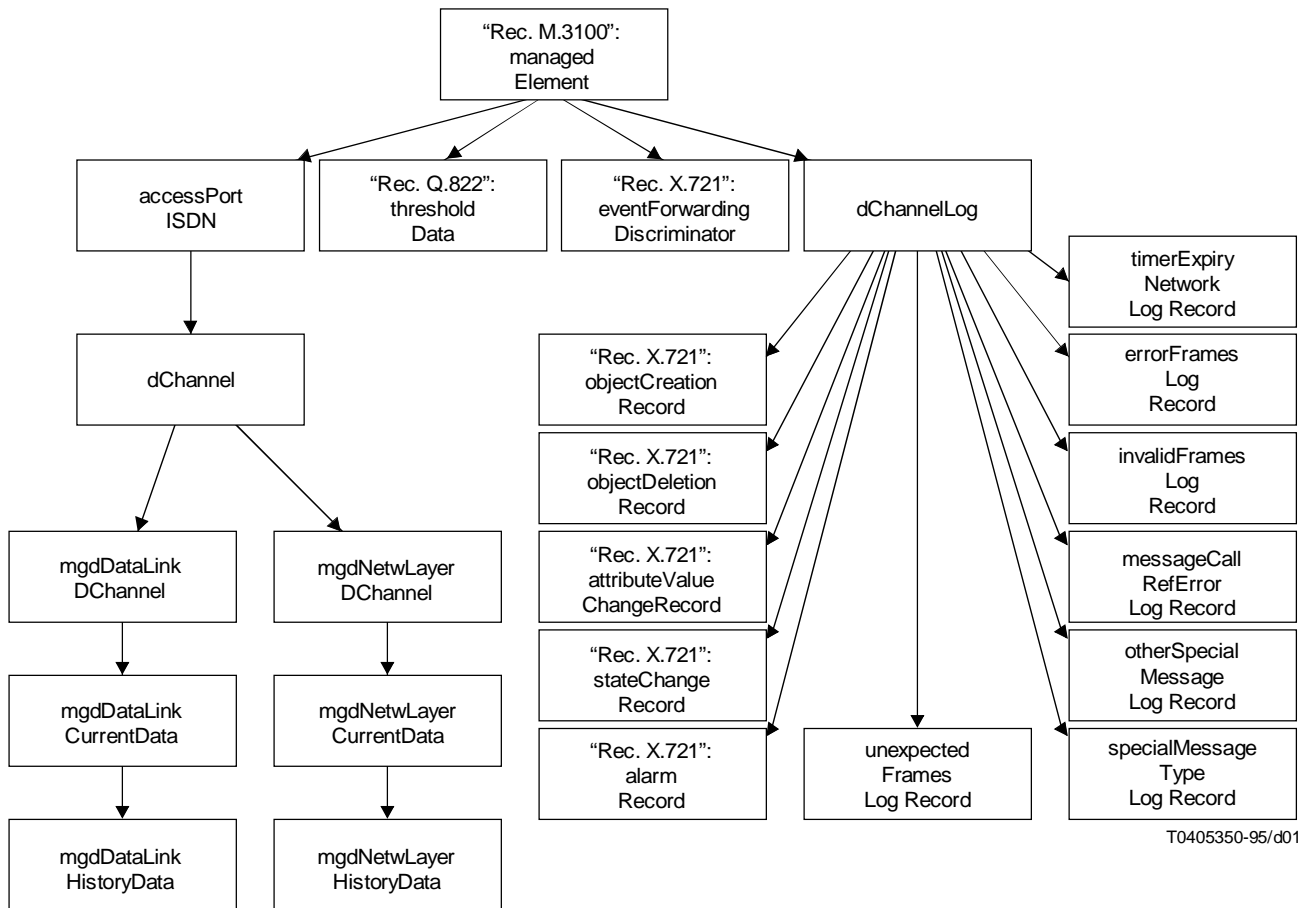 “Rec. M.3100”:
managed
Element
accessPort
ISDN
“Rec. Q.822”:
threshold
Data
“Rec. X.721”:
eventForwarding
Discriminator
dChannelLog
timerExpiry
Network
Log Record
dChannel
“Rec. X.721”:
objectCreation
Record
errorFrames
Log
Record
“Rec. X.721”:
objectDeletion
Record
invalidFrames
Log
Record
mgdDataLink
DChannel
mgdNetwLayer
DChannel
“Rec. X.721”:
attributeValue
ChangeRecord
messageCall
RefError
Log Record
mgdDataLink
CurrentData
mgdNetwLayer
CurrentData
“Rec. X.721”:
stateChange
Record
otherSpecial
Message
Log Record
“Rec. X.721”:
alarm
Record
unexpected
Frames
Log Record
specialMessage
Type
Log Record
mgdDataLink
HistoryData
mgdNetwLayer
HistoryData
T0405350-95/d01